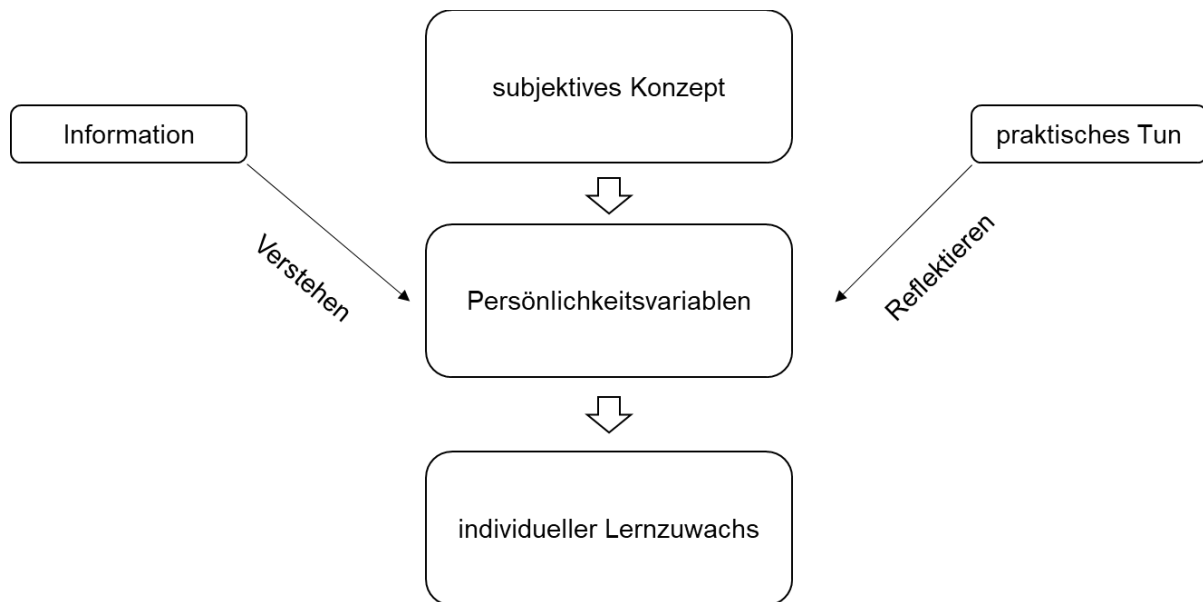 subjektives Konzept
Information
praktisches Tun
Verstehen
Reflektieren
Persönlichkeitsvariablen
individueller Lernzuwachs